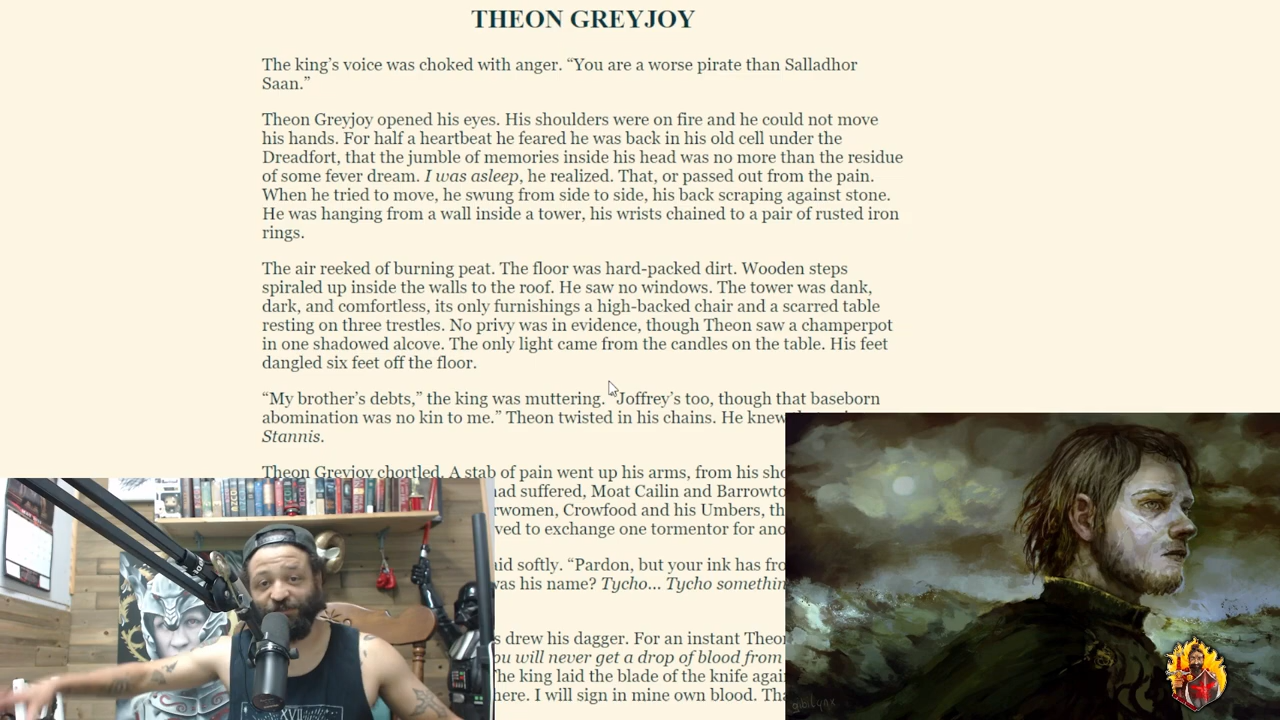 THEON GREYJOY
The king’s voice was choked with anger. “You are a worse pirate than Salladhor
Saan.”
Theon Greyjoy opened his eyes. His shoulders were on fire and he could not move
his hands. For half a heartbeat he feared he was back in his old cell under the
Dreadfort, that the jumble of memories inside his head was no more than the residue
of some fever dream. I was asleep, he realized. That, or passed out from the pain.
When he tried to move, he swung from side to side, his back scraping against stone.
He was hanging from a wall inside a tower, his wrists chained to a pair of rusted iron
rings.
The air reeked of burning peat. The floor was hard-packed dirt. Wooden steps
spiraled up inside the walls to the roof. He saw no windows. The tower was dank,
dark, and comfortless, its only furnishings a high-backed chair and a scarred table
resting on three trestles. No privy was in evidence, though Theon saw a champerpot
in one shadowed alcove. The only light came from the candles on the table. His feet
dangled six feet off the floor.
“My brother’s debts,” the king was muttering. “Joffrey’s too, though that baseborn
abomination was no kin to me.” Theon twisted in his chains. He knew
Stannis.
Theon Greyjoy chortled. A stab of pain went up his arms, from his
had suffered, Moat Cailin and
Crowfood and his Umbers,
to exchange one tormentor for
softly. “Pardon, but your ink has
was his name? Tycho… Tycho
drew his dagger. For an instant
will never get a drop of blood from
The king laid the blade of the knife
here. I will sign in mine own blood.
XVII
gibiLynx